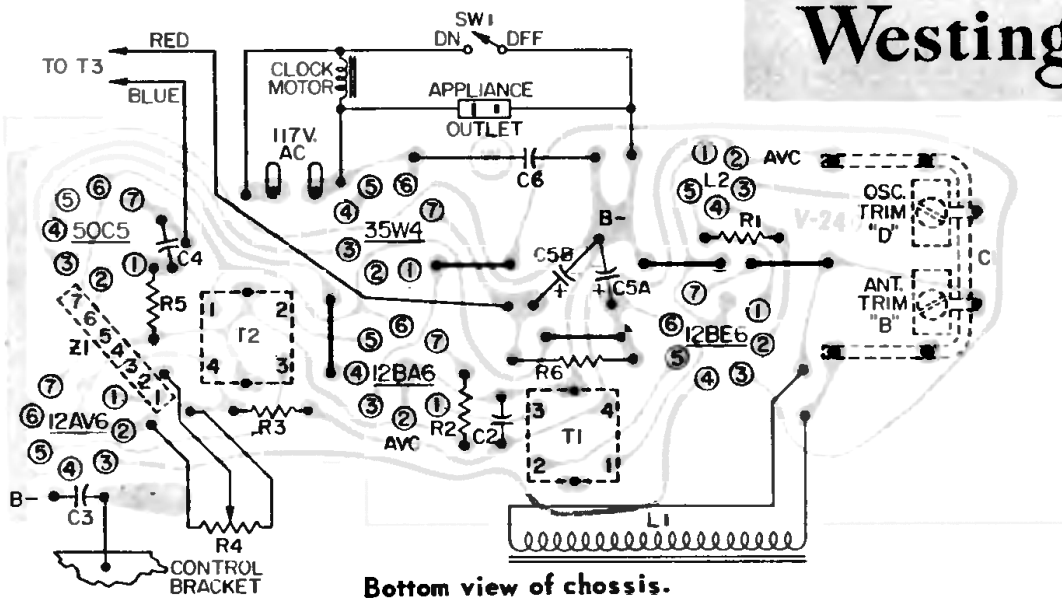 Westing
SW1
RED
DN
OFF
TO T3
CLOCK
MOTOR
BLUE
APPLIANCE
OUTLET
117V.
AC
C6
1 2 AVC
5 L2 3
4
R1
OSC.
TRIM
"D"
V-24
C
ANT.
TRIM
"B"
5 6 7
4 50C5
3 2 1
C4
R5
5 6
4 7
35W4
3
2 1
B-
C5B
C5A
+ +
7
6 12BE6 1
5 2
4 3
7
6
5
4
3
2
1
Z1
1 2
T2
4 3
5 6 7
4 12BA6
3 2 1
AVC
R2
C2
R6
3 4
T1
2 1
7
6 12AV6 1
5 2
4 3
R3
B-
C3
R4
CONTROL
BRACKET
L1
Bottom view of chossis.